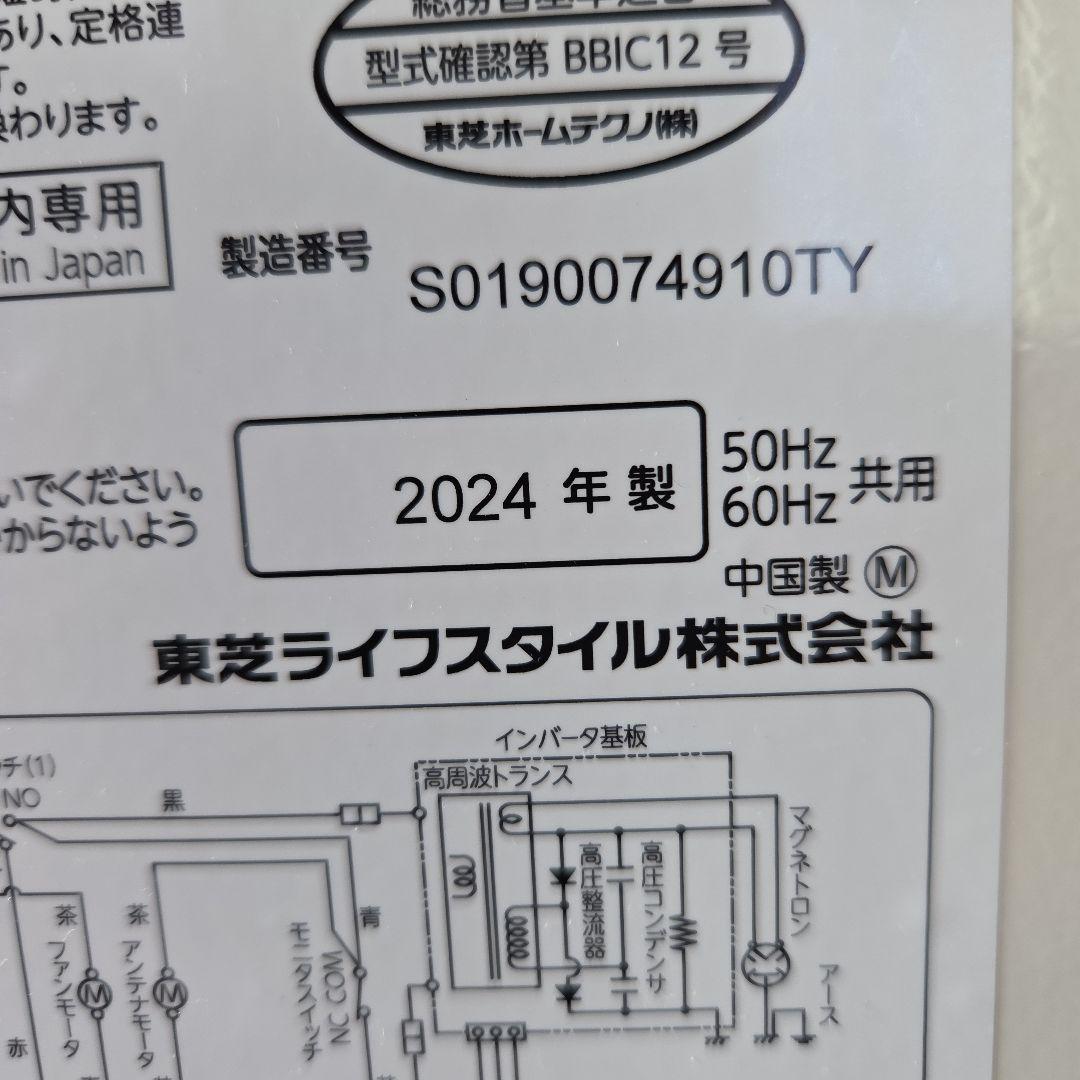 あり、定格連
す。
換わります。
型式確認第 BBIC12 号
東芝ホームテクノ(株)
内専用
in Japan
製造番号 S0190074910TY
2024 年 製
50Hz
60Hz
共用
中国製 Ⓜ
いでください。
からないよう
東芝ライフスタイル株式会社
インバータ基板
高周波トランス
チ(1)
NO
黒
マグネトロン
高圧整流器
高圧コンデンサ
茶
ファンモータ
M
茶
アンテナモータ
M
青
モニタスイッチ
NC COM
アース
赤